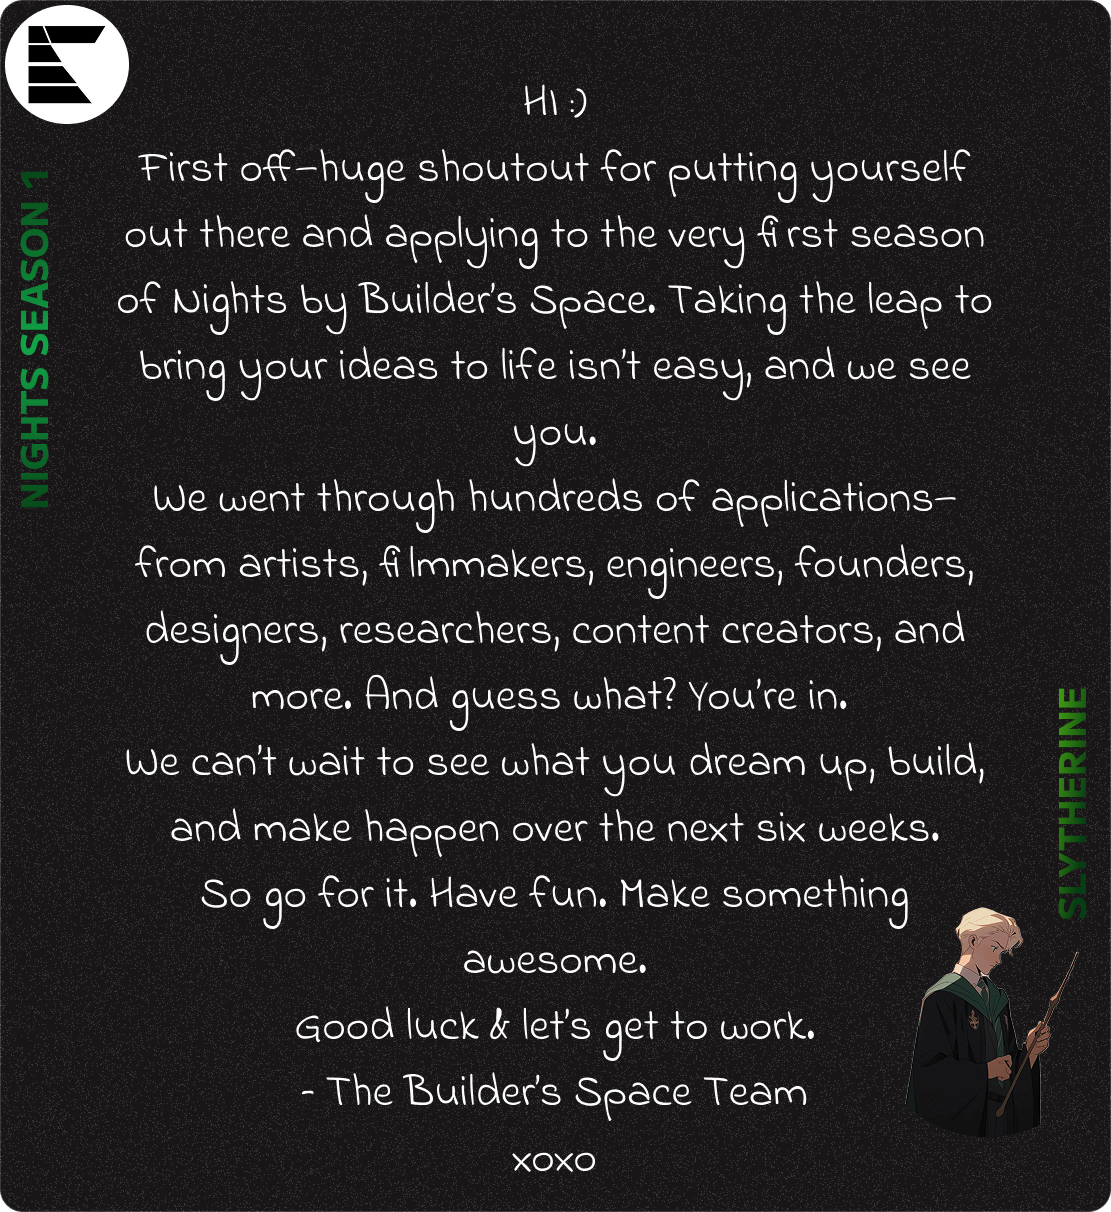 HI :)
First off—huge shoutout for putting yourself
out there and applying to the very first season
of Nights by Builder's Space. Taking the leap to
bring your ideas to life isn't easy, and we see
you.
We went through hundreds of applications—
from artists, filmmakers, engineers, founders,
designers, researchers, content creators, and
more. And guess what? You're in.
We can't wait to see what you dream up, build,
and make happen over the next six weeks.
So go for it. Have fun. Make something
awesome.
Good luck & let's get to work.
- The Builder's Space Team
xoxo
NIGHTS SEASON 1
SLYTHERINE